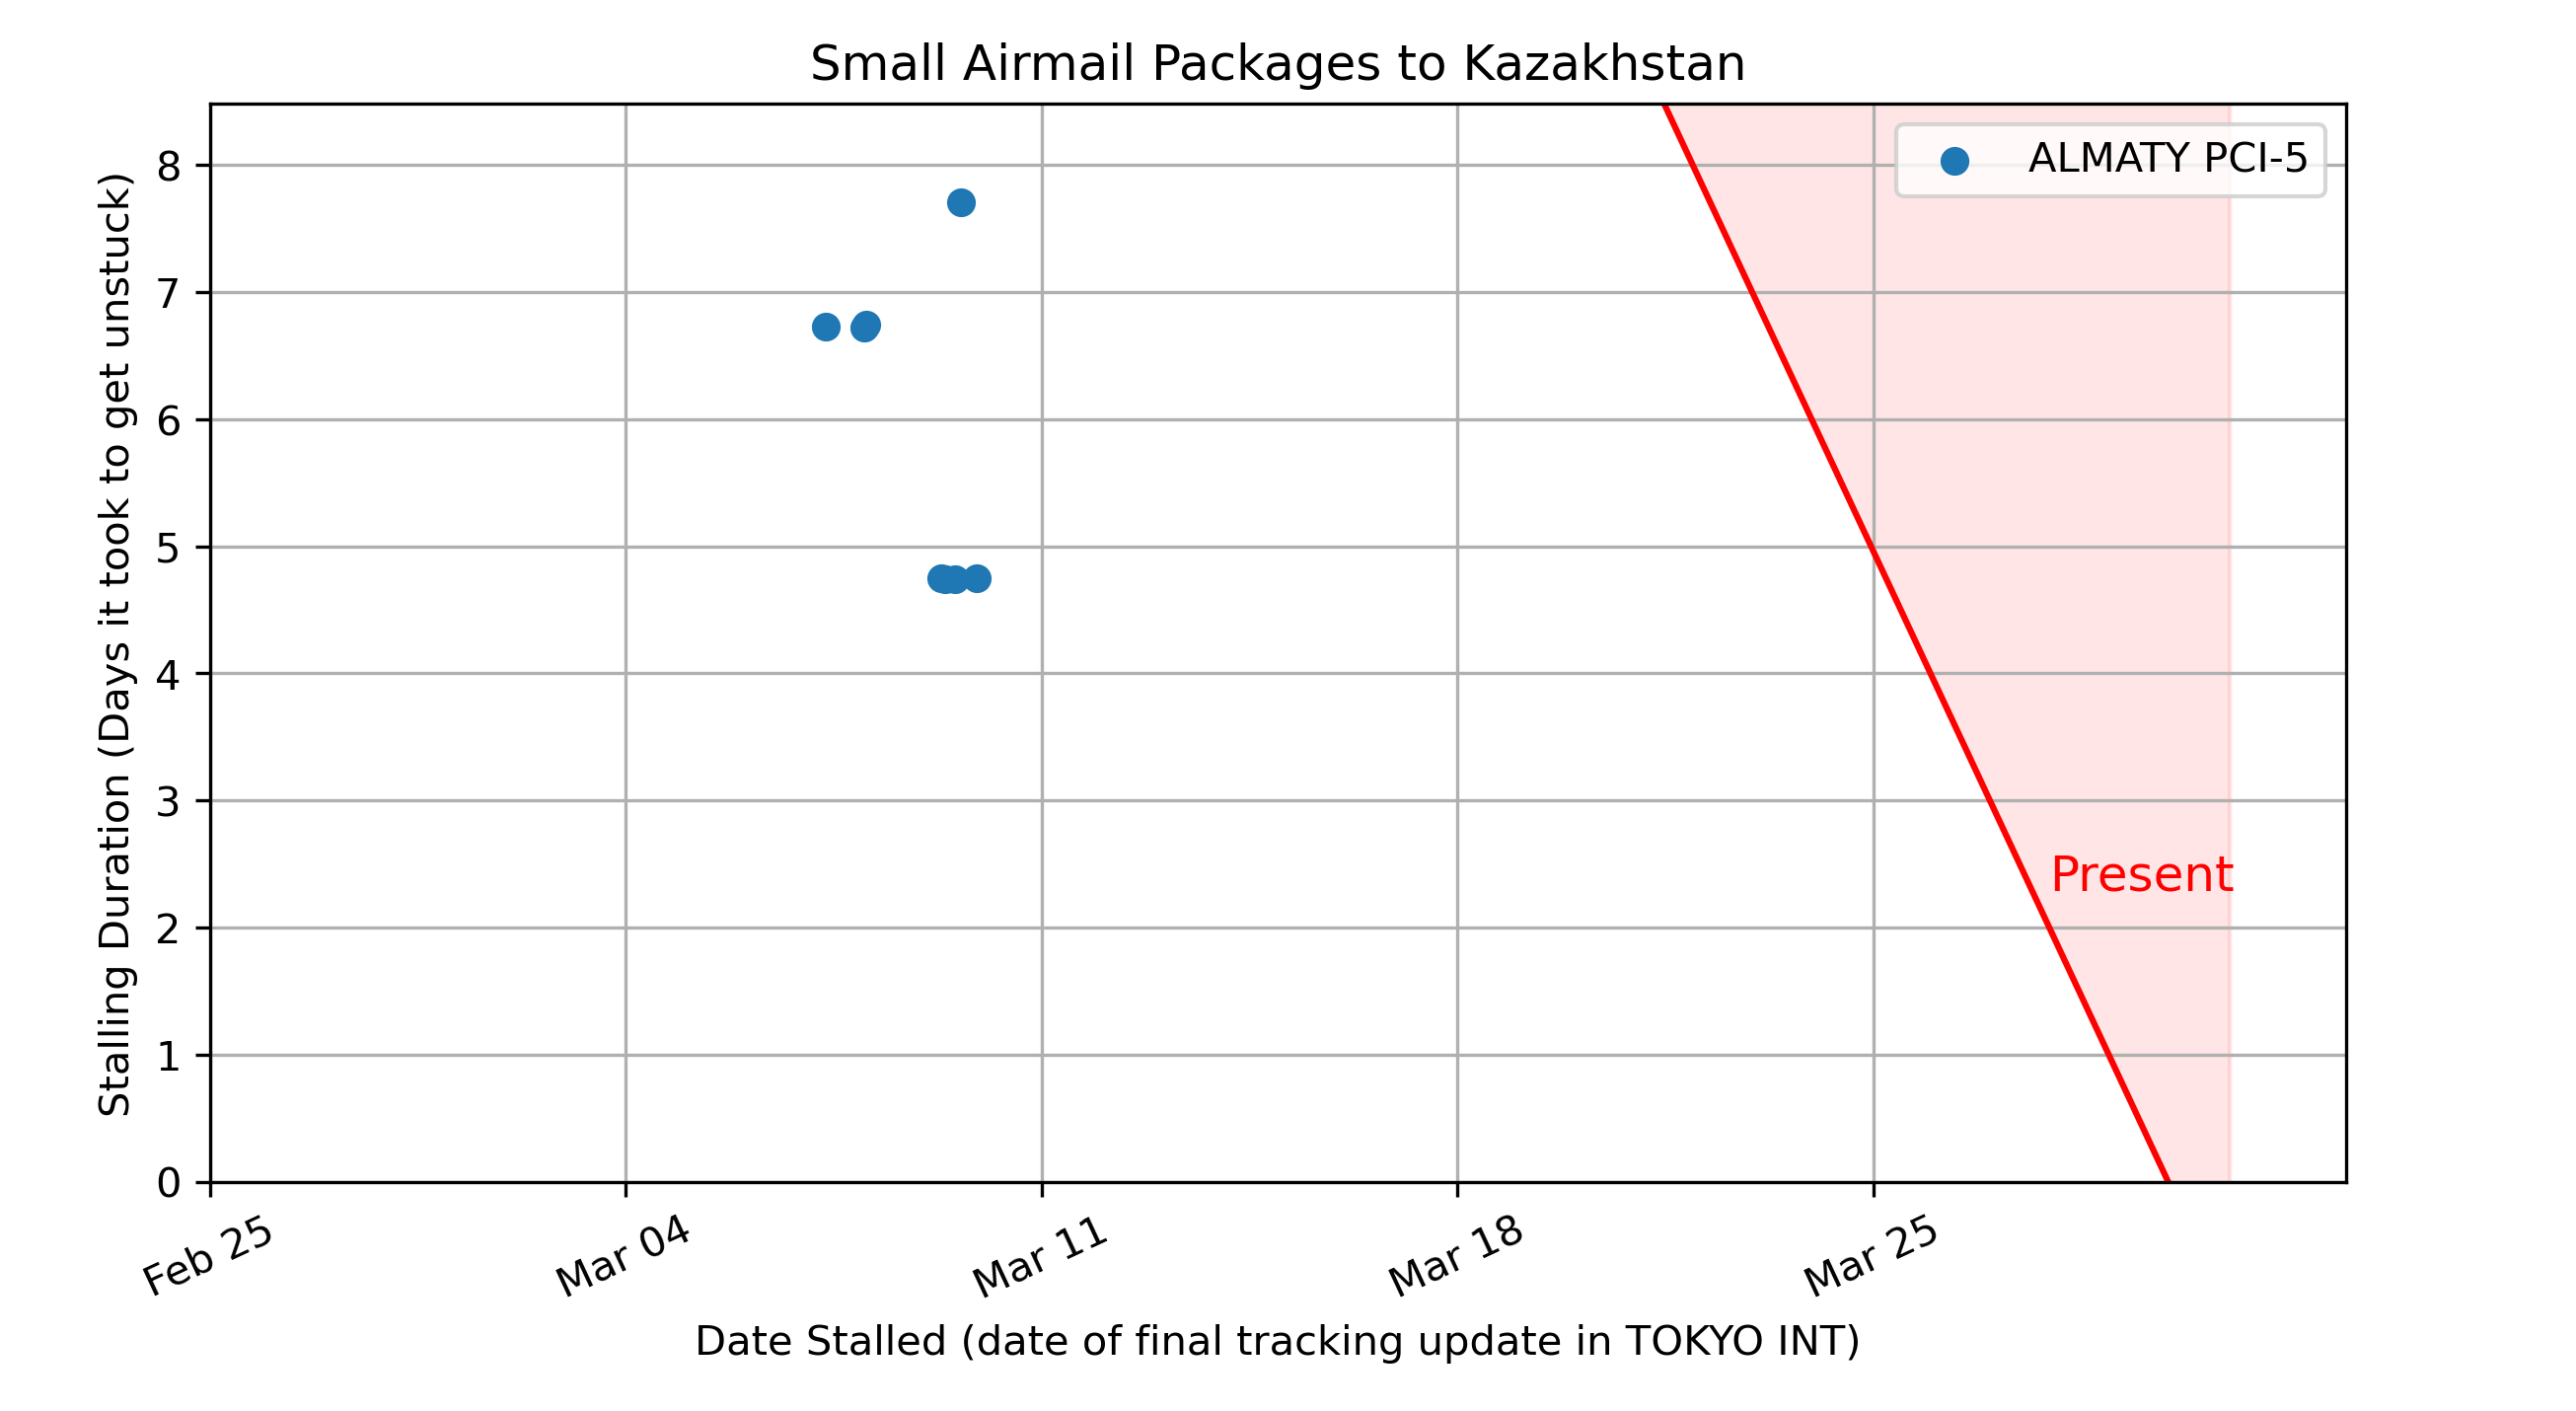 Small Airmail Packages to Kazakhstan
ALMATY PCI-5
Stalling Duration (Days it took to get unstuck)
8
7
6
5
4
3
2
1
0
Present
Feb 25
Mar 04
Mar 11
Mar 18
Mar 25
Date Stalled (date of final tracking update in TOKYO INT)